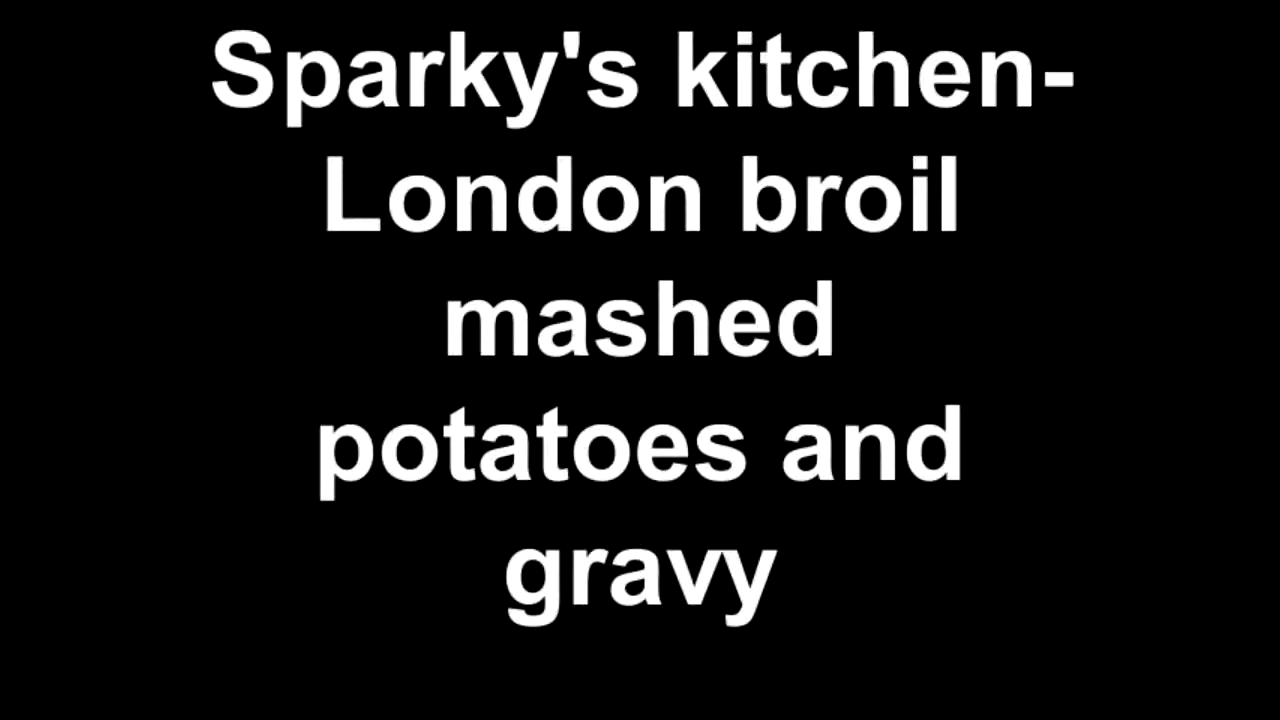 Sparky's kitchen-
London broil
mashed
potatoes and
gravy